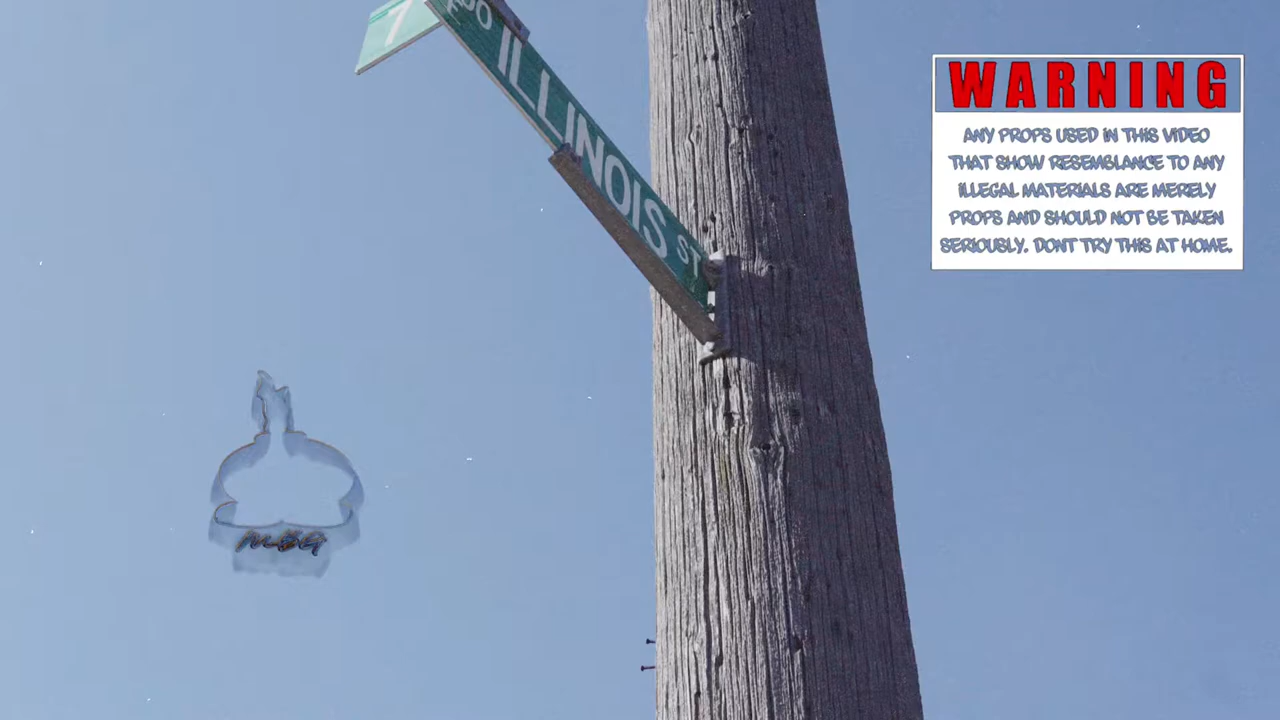 7
ILLINOIS ST
WARNING
ANY PROPS USED IN THIS VIDEO
THAT SHOW RESEMBLANCE TO ANY
ILLEGAL MATERIALS ARE MERELY
PROPS AND SHOULD NOT BE TAKEN
SERIOUSLY. DONT TRY THIS AT HOME.